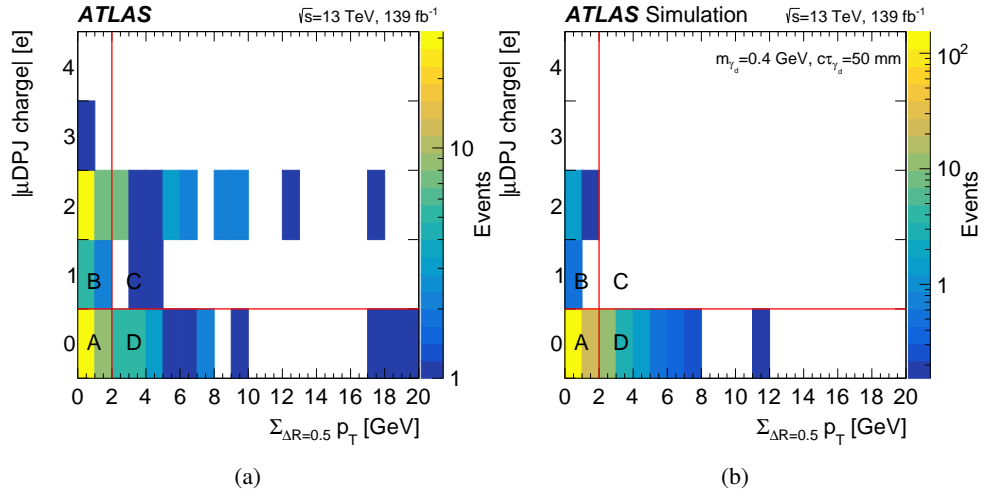 ATLAS √s=13 TeV, 139 fb⁻¹
|μDPJ charge| [e]
4
3
2
1
0
B C
A D
0 2 4 6 8 10 12 14 16 18 20
Σ_ΔR=0.5 p_T [GeV]
10
1
Events
(a)
ATLAS Simulation √s=13 TeV, 139 fb⁻¹
m_γ_d=0.4 GeV, cτ_γ_d=50 mm
|μDPJ charge| [e]
4
3
2
1
0
B C
A D
0 2 4 6 8 10 12 14 16 18 20
Σ_ΔR=0.5 p_T [GeV]
10²
10
1
Events
(b)